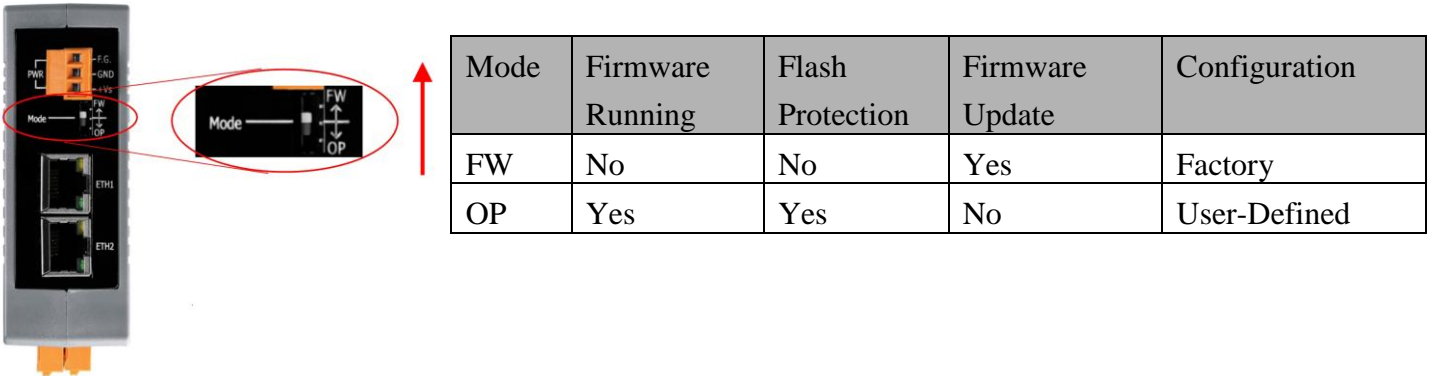 PWR
F.G.
GND
+Vs
FW
Mode
OP
ETH1
ETH2
FW
Mode
OP
Mode Firmware Running Flash Protection Firmware Update Configuration
FW No No Yes Factory
OP Yes Yes No User-Defined